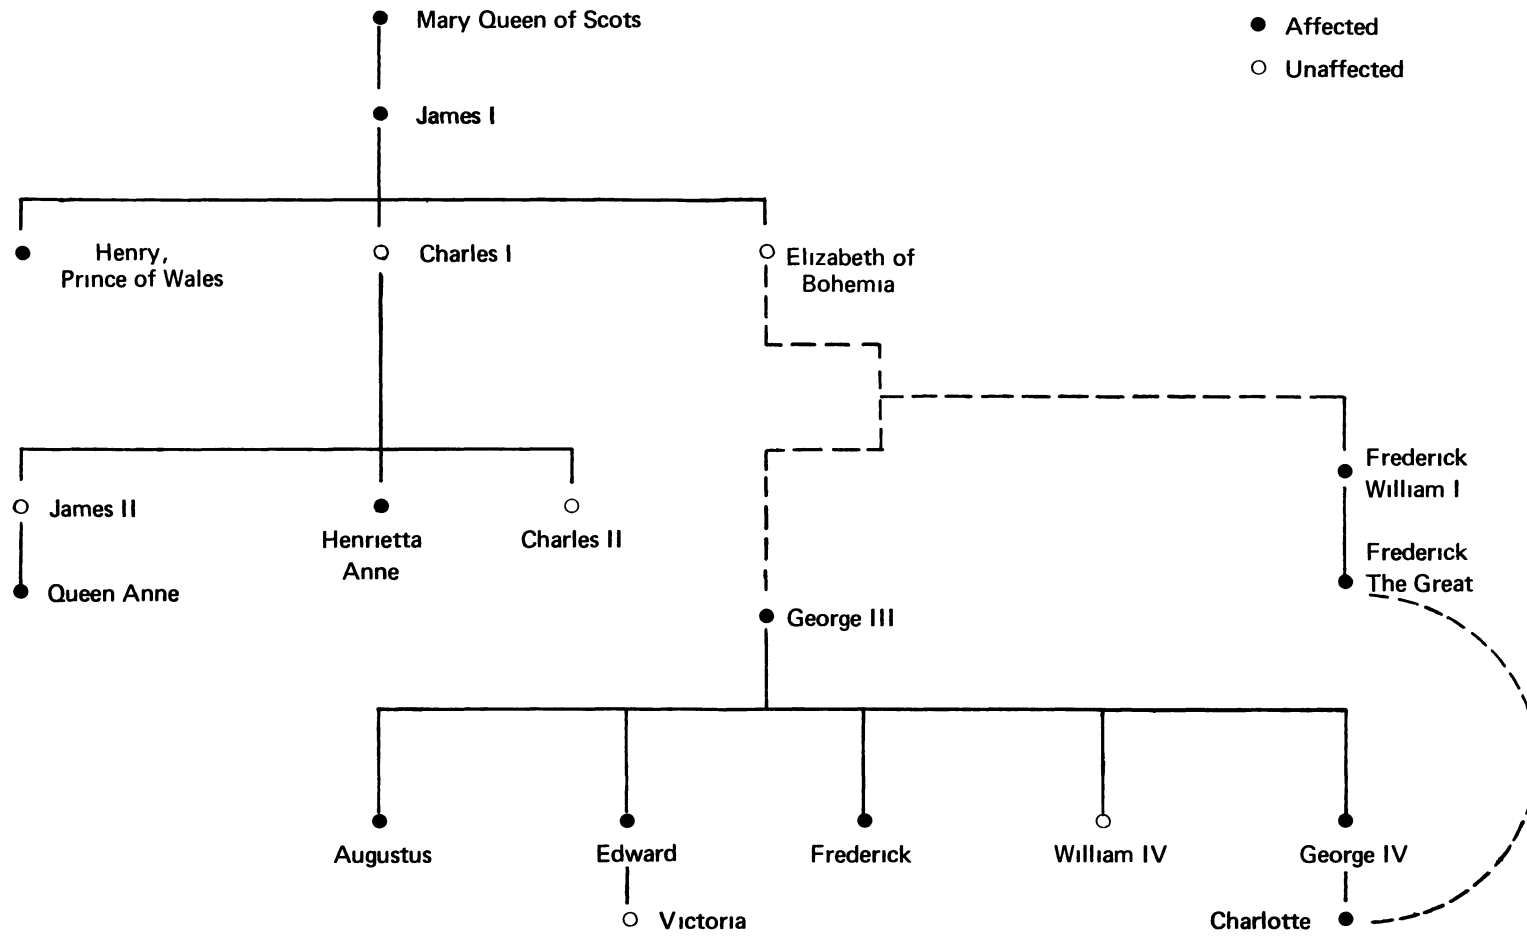 Mary Queen of Scots
Affected
Unaffected
James I
Henry,
Prince of Wales
Charles I
Elizabeth of
Bohemia
Frederick
William I
James II
Henrietta
Anne
Charles II
Frederick
The Great
Queen Anne
George III
Augustus
Edward
Frederick
William IV
George IV
Victoria
Charlotte